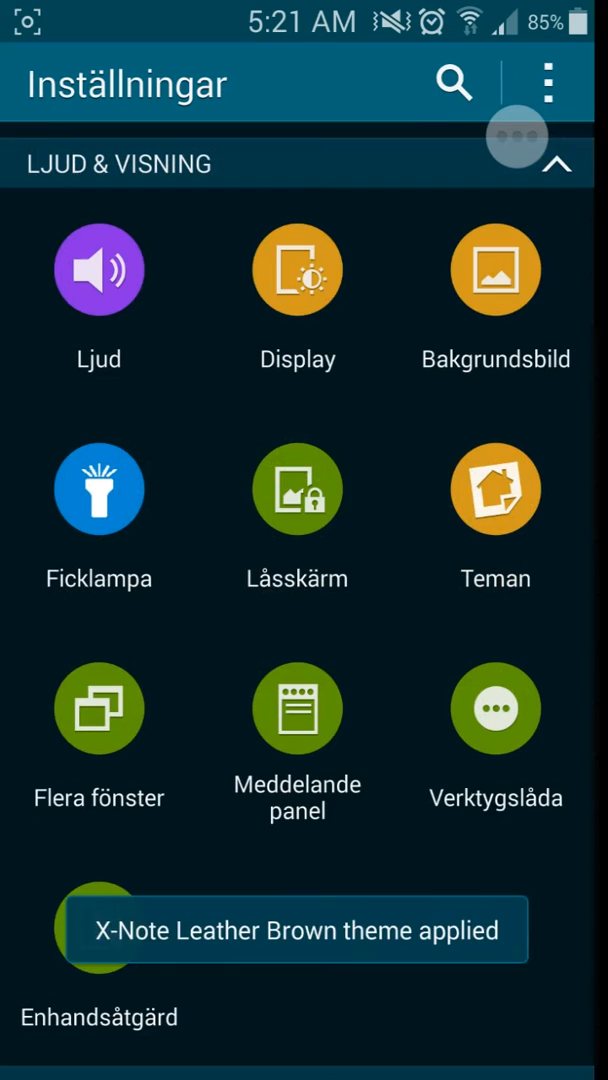 5:21 AM 85%
Inställningar
LJUD & VISNING
Ljud
Display
Bakgrundsbild
Ficklampa
Låsskärm
Teman
Flera fönster
Meddelande
panel
Verktygslåda
X-Note Leather Brown theme applied
Enhandsåtgärd